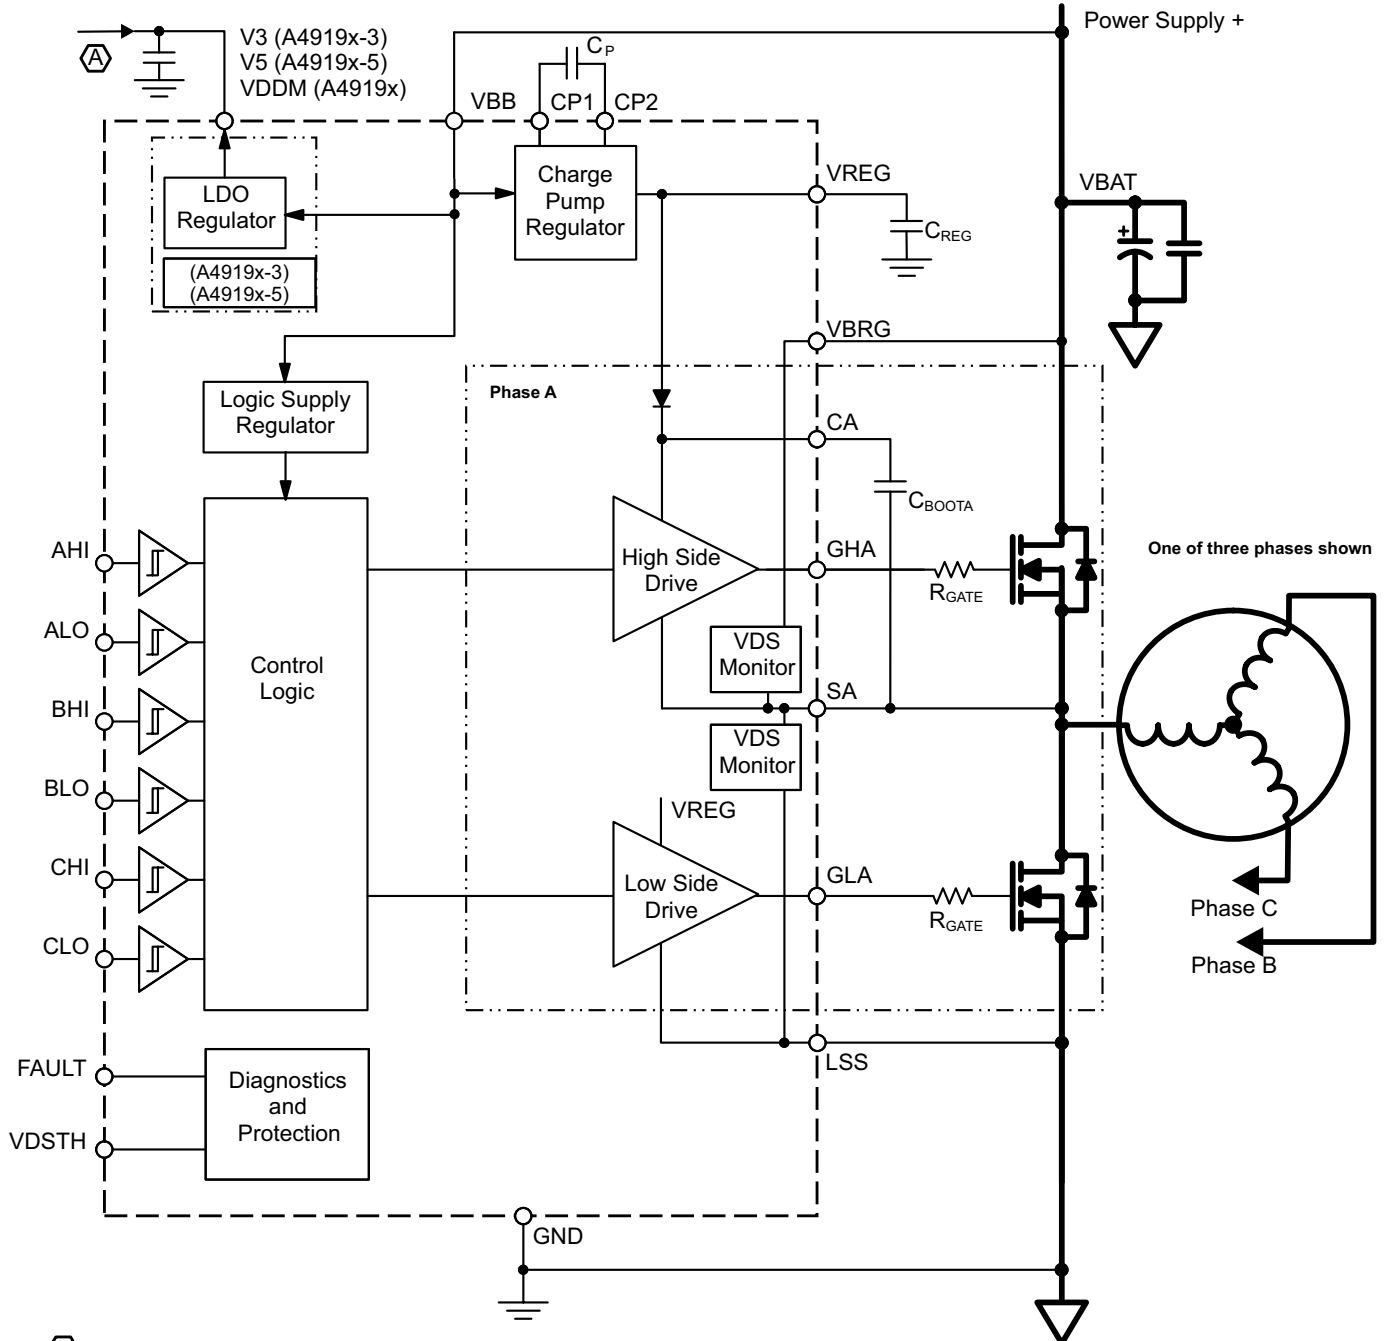 Power Supply +
A
V3 (A4919x-3)
V5 (A4919x-5)
VDDM (A4919x)
CP
VBB
CP1
CP2
LDO
Regulator
(A4919x-3)
(A4919x-5)
Charge
Pump
Regulator
VREG
CREG
VBAT
+
VBRG
Logic Supply
Regulator
Phase A
CA
CBOOTA
AHI
ALO
BHI
BLO
CHI
CLO
Control
Logic
High Side
Drive
GHA
RGATE
One of three phases shown
VDS
Monitor
SA
VDS
Monitor
VREG
Low Side
Drive
GLA
RGATE
Phase C
Phase B
LSS
FAULT
VDSTH
Diagnostics
and
Protection
GND